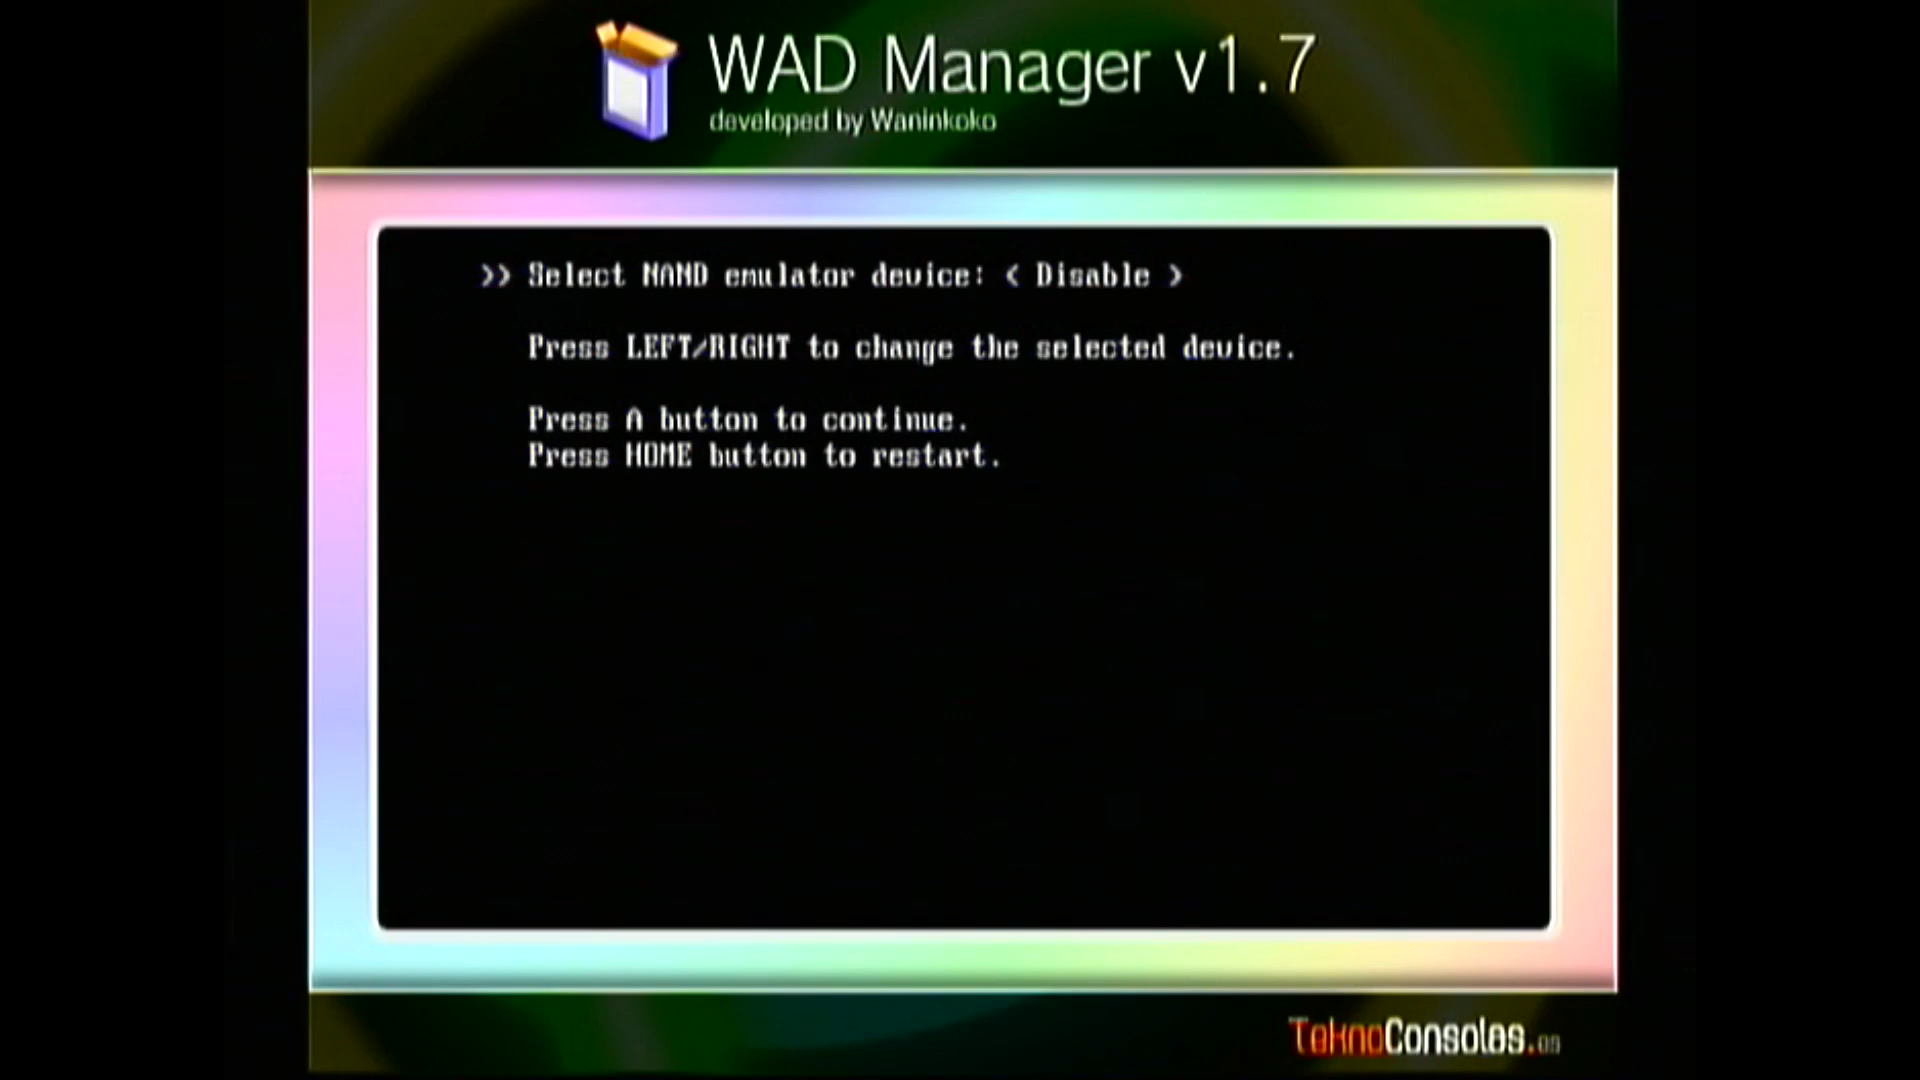 WAD Manager v1.7
developed by Waninkoko
>> Select NAND emulator device: < Disable >
Press LEFT/RIGHT to change the selected device.
Press A button to continue.
Press HOME button to restart.
TeknoConsolas.es